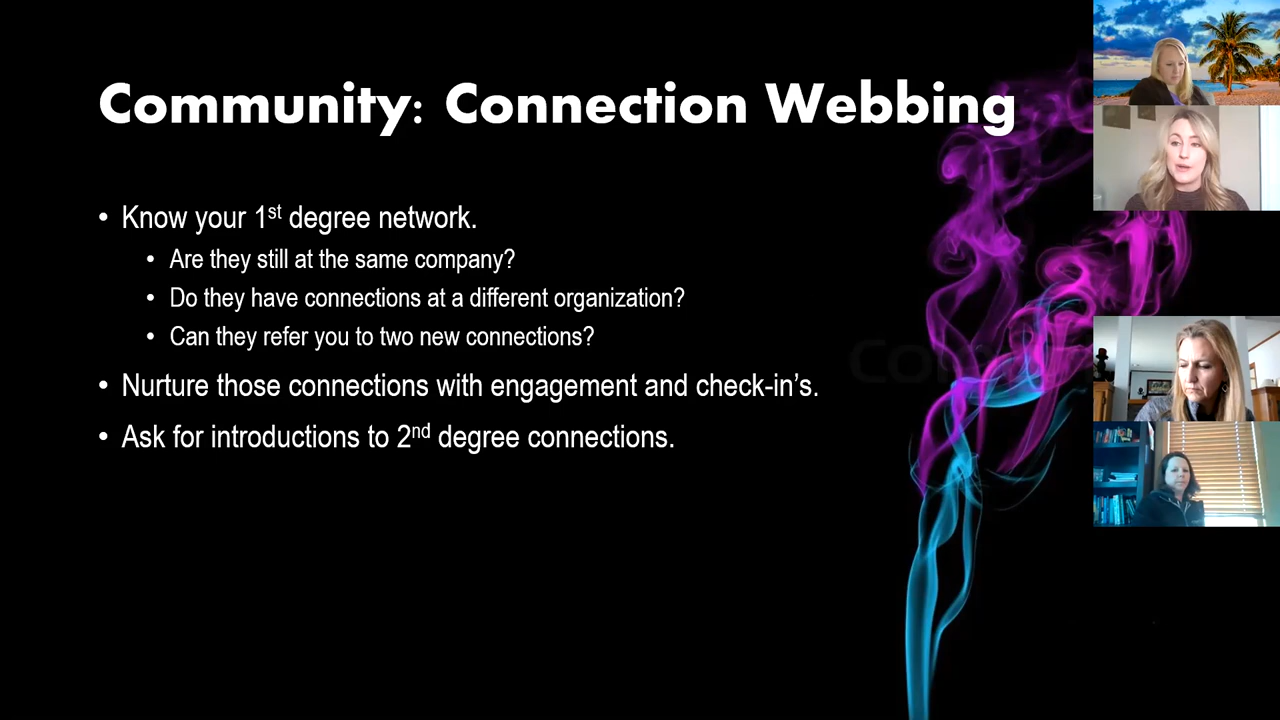 Community: Connection Webbing
• Know your 1st degree network.
• Are they still at the same company?
• Do they have connections at a different organization?
• Can they refer you to two new connections?
• Nurture those connections with engagement and check-in's.
• Ask for introductions to 2nd degree connections.